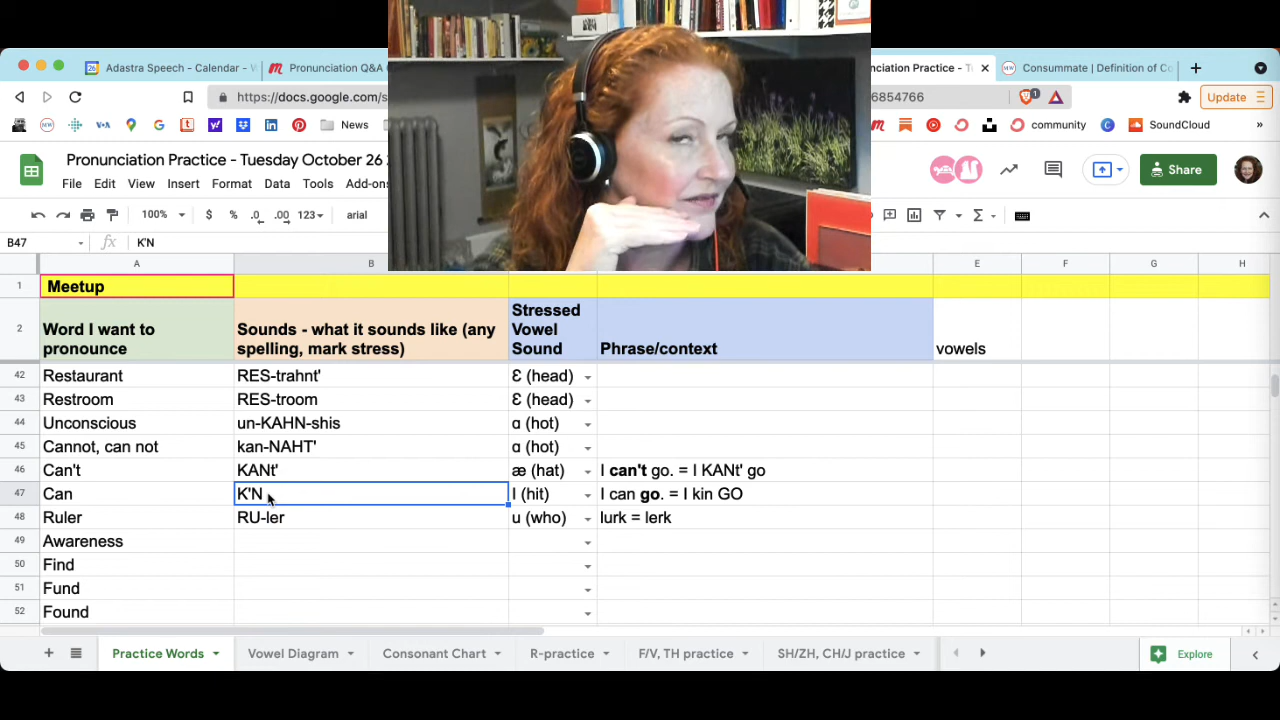 Adastra Speech - Calendar - W
Pronunciation Q&A (
nciation Practice - Tu
Consummate | Definition of Co
https://docs.google.com/s
6854766
1
Update
News
community
SoundCloud
Pronunciation Practice - Tuesday October 26 2
Share
File Edit View Insert Format Data Tools Add-ons
100% $ % .0 .00 123 arial
B47 fx K'N
A B E F G H
1 Meetup
2 Word I want to pronounce
Sounds - what it sounds like (any spelling, mark stress)
Stressed Vowel Sound
Phrase/context
vowels
42 Restaurant RES-trahnt' Ɛ (head)
43 Restroom RES-troom Ɛ (head)
44 Unconscious un-KAHN-shis ɑ (hot)
45 Cannot, can not kan-NAHT' ɑ (hot)
46 Can't KANt' æ (hat) I can't go. = I KANt' go
47 Can K'N I (hit) I can go. = I kin GO
48 Ruler RU-ler u (who) lurk = lerk
49 Awareness
50 Find
51 Fund
52 Found
Practice Words Vowel Diagram Consonant Chart R-practice F/V, TH practice SH/ZH, CH/J practice Explore